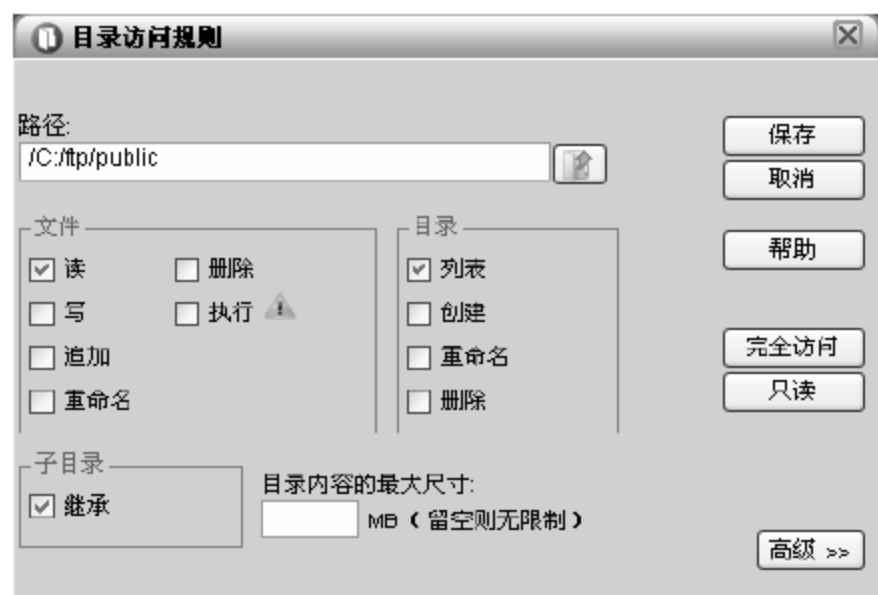 目录访问规则
路径:
/C:/ftp/public
保存
取消
帮助
文件
读
删除
写
执行
追加
重命名
目录
列表
创建
重命名
删除
完全访问
只读
子目录
继承
目录内容的最大尺寸:
MB（留空则无限制）
高级 >>